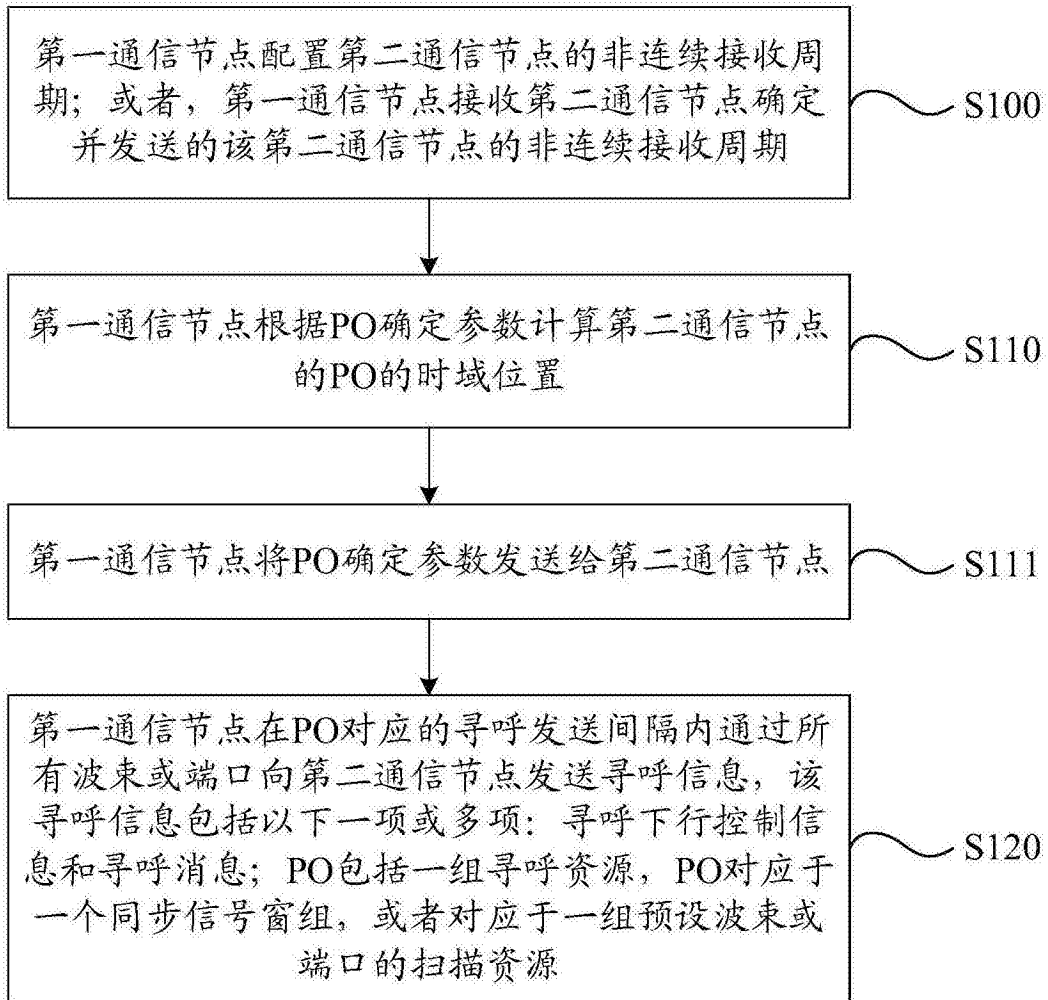 第一通信节点配置第二通信节点的非连续接收周
期；或者，第一通信节点接收第二通信节点确定
并发送的该第二通信节点的非连续接收周期
S100
第一通信节点根据PO确定参数计算第二通信节点
的PO的时域位置
S110
第一通信节点将PO确定参数发送给第二通信节点
S111
第一通信节点在PO对应的寻呼发送间隔内通过所
有波束或端口向第二通信节点发送寻呼信息，该
寻呼信息包括以下一项或多项：寻呼下行控制信
息和寻呼消息；PO包括一组寻呼资源，PO对应于
一个同步信号窗组，或者对应于一组预设波束或
端口的扫描资源
S120